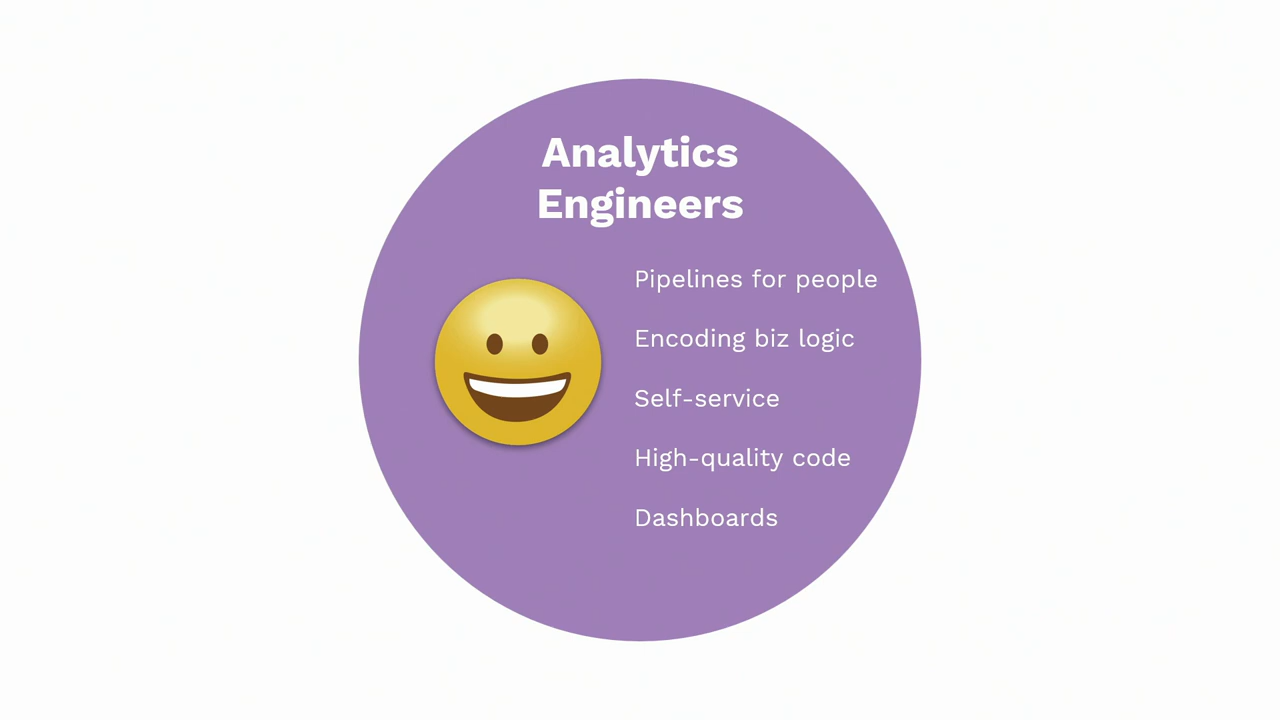 Analytics
Engineers
Pipelines for people
Encoding biz logic
Self-service
High-quality code
Dashboards